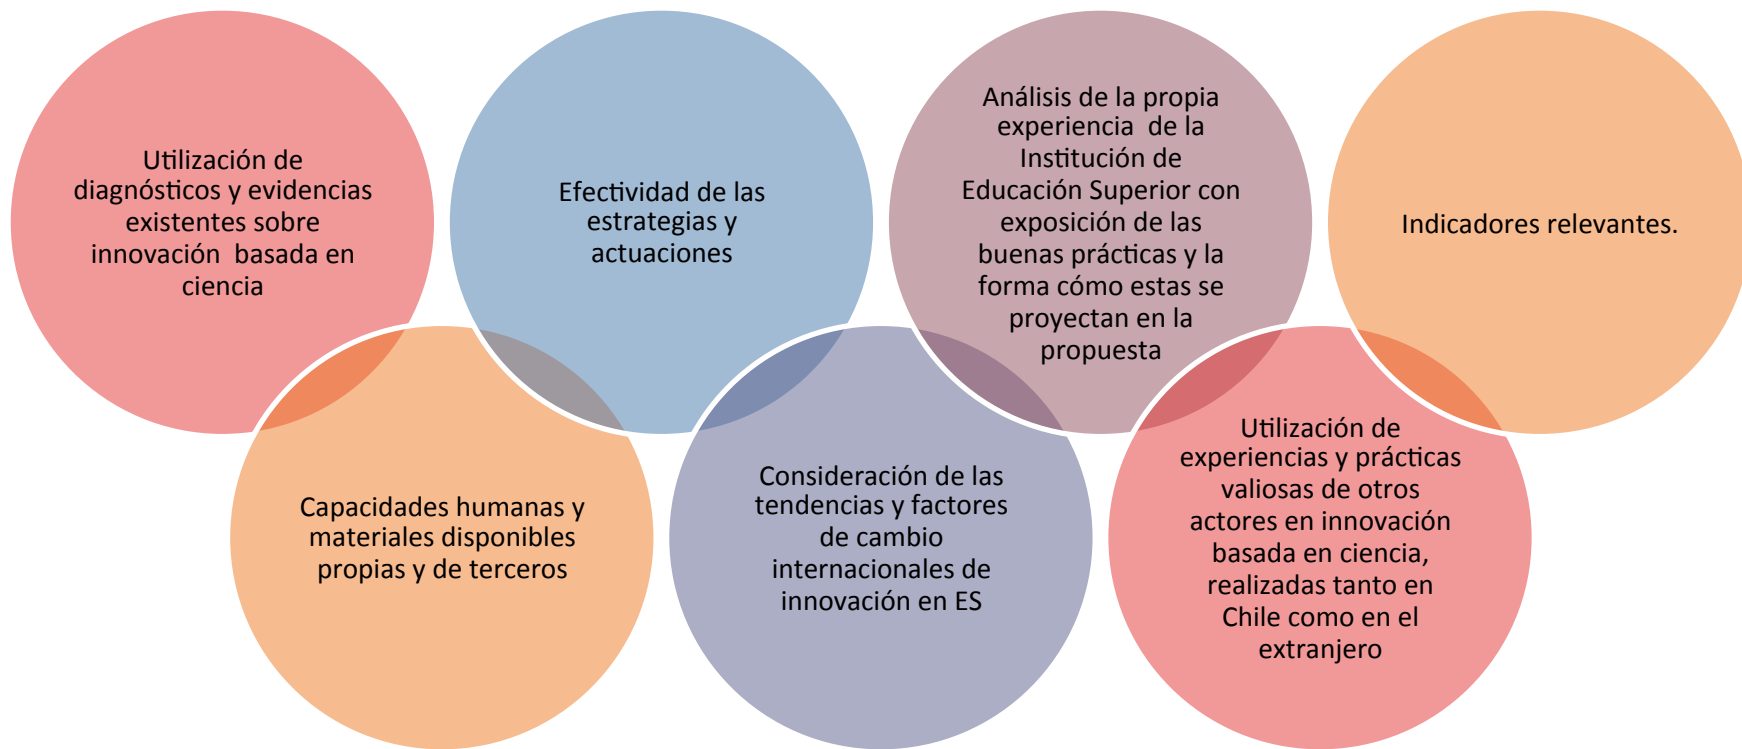 Utilización de
diagnósticos y evidencias
existentes sobre
innovación basada en
ciencia
Capacidades humanas y
materiales disponibles
propias y de terceros
Efectividad de las
estrategias y
actuaciones
Consideración de las
tendencias y factores
de cambio
internacionales de
innovación en ES
Análisis de la propia
experiencia de la
Institución de
Educación Superior con
exposición de las
buenas prácticas y la
forma cómo estas se
proyectan en la
propuesta
Utilización de
experiencias y prácticas
valiosas de otros
actores en innovación
basada en ciencia,
realizadas tanto en
Chile como en el
extranjero
Indicadores relevantes.